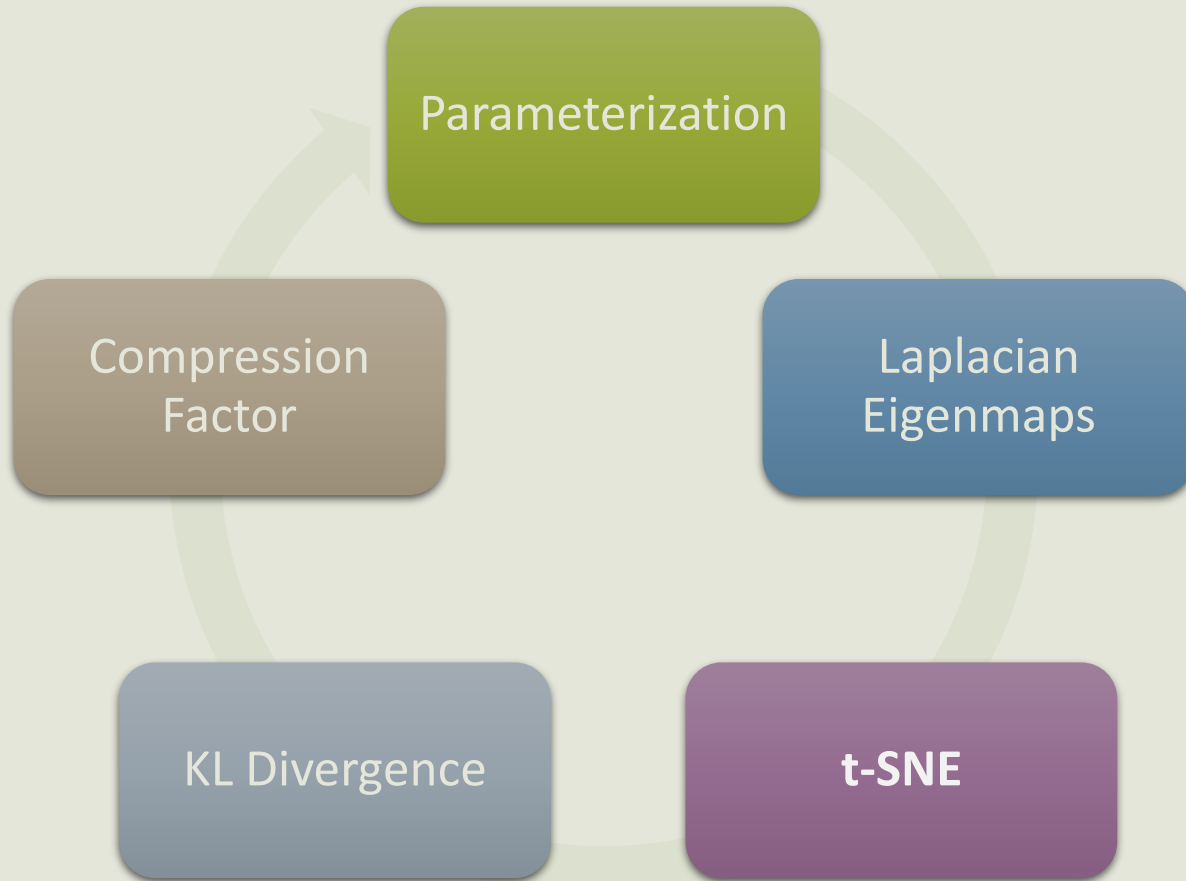 Parameterization
Laplacian
Eigenmaps
t-SNE
KL Divergence
Compression
Factor